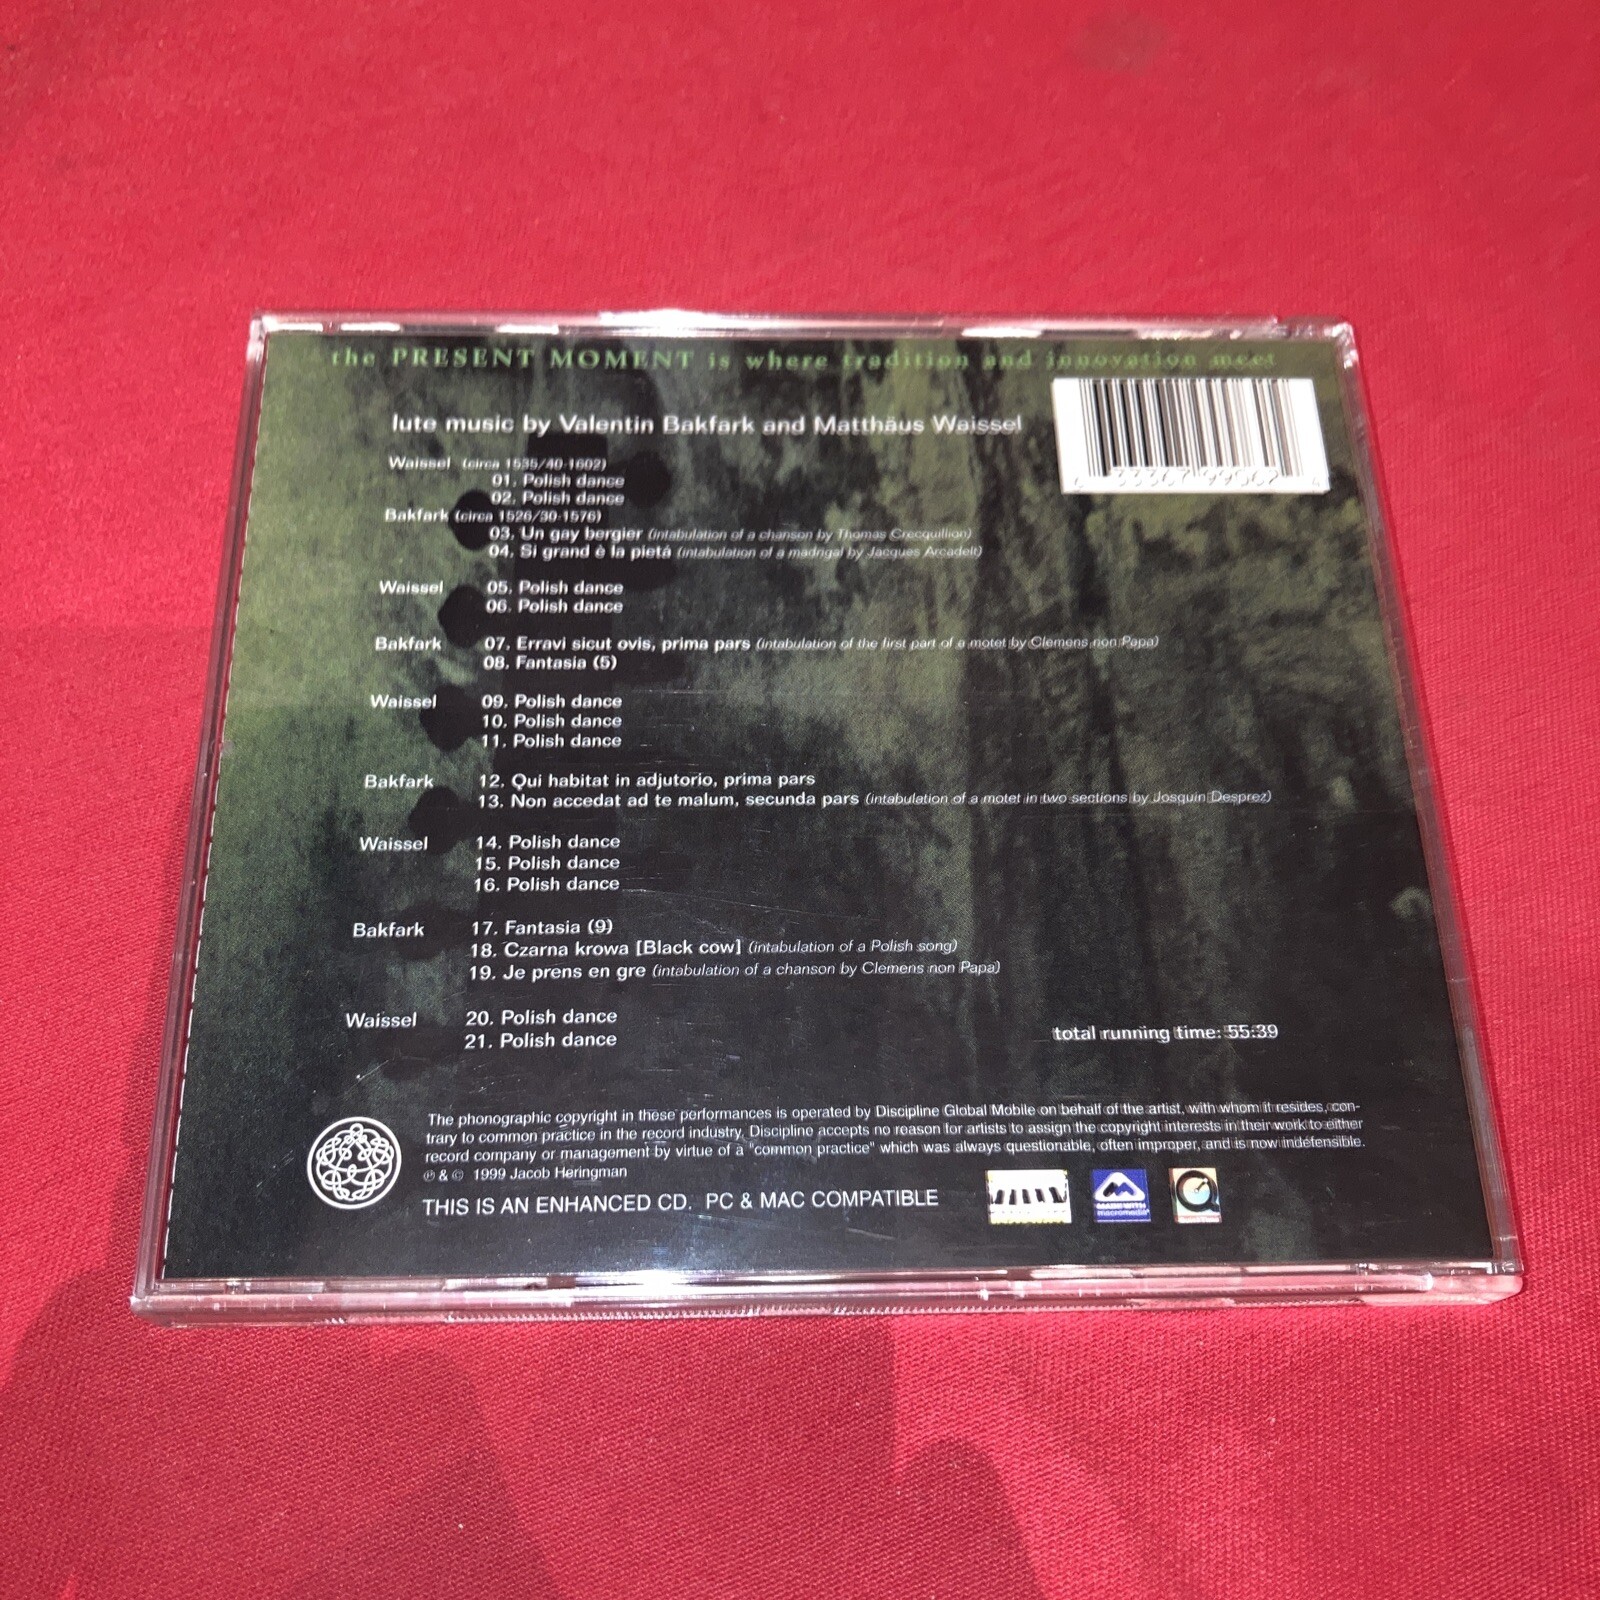 the PRESENT MOMENT is where tradition and innovation meet
lute music by Valentin Bakfark and Matthäus Waissel
Waissel (circa 1535/40-1602)
01. Polish dance
02. Polish dance
Bakfark (circa 1526/30-1576)
03. Un gay bergier (intabulation of a chanson by Thomas Crecquillion)
04. Si grand è la pietá (intabulation of a madrigal by Jacques Arcadelt)
Waissel 05. Polish dance
06. Polish dance
Bakfark 07. Erravi sicut ovis, prima pars (intabulation of the first part of a motet by Clemens non Papa)
08. Fantasia (5)
Waissel 09. Polish dance
10. Polish dance
11. Polish dance
Bakfark 12. Qui habitat in adjutorio, prima pars
13. Non accedat ad te malum, secunda pars (intabulation of a motet in two sections by Josquin Desprez)
Waissel 14. Polish dance
15. Polish dance
16. Polish dance
Bakfark 17. Fantasia (9)
18. Czarna krowa [Black cow] (intabulation of a Polish song)
19. Je prens en gre (intabulation of a chanson by Clemens non Papa)
Waissel 20. Polish dance
21. Polish dance
total running time: 55:39
The phonographic copyright in these performances is operated by Discipline Global Mobile on behalf of the artist, with whom it resides, con-
trary to common practice in the record industry. Discipline accepts no reason for artists to assign the copyright interests in their work to either
record company or management by virtue of a "common practice" which was always questionable, often improper, and is now indefensible.
℗ & © 1999 Jacob Heringman
THIS IS AN ENHANCED CD. PC & MAC COMPATIBLE
MADE WITH
macromedia